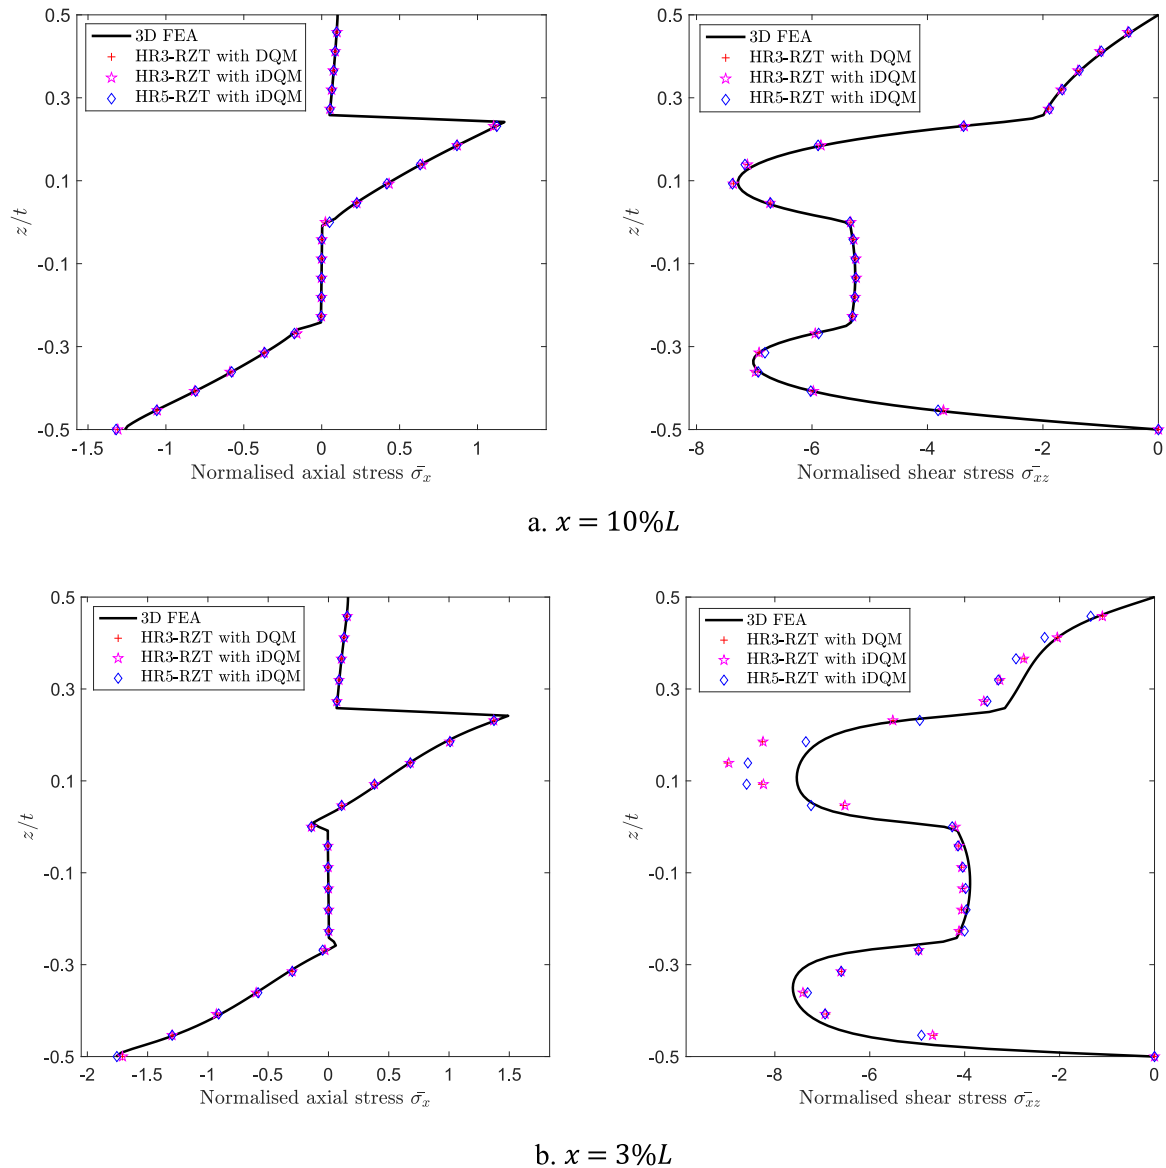 0.5
0.3
0.1
-0.1
-0.3
-0.5
z/t
3D FEA
HR3-RZT with DQM
HR3-RZT with iDQM
HR5-RZT with iDQM
-1.5 -1 -0.5 0 0.5 1
Normalised axial stress σ̄x
0.5
0.3
0.1
-0.1
-0.3
-0.5
z/t
3D FEA
HR3-RZT with DQM
HR3-RZT with iDQM
HR5-RZT with iDQM
-8 -6 -4 -2 0
Normalised shear stress σ̄xz
a. x = 10%L
0.5
0.3
0.1
-0.1
-0.3
-0.5
z/t
3D FEA
HR3-RZT with DQM
HR3-RZT with iDQM
HR5-RZT with iDQM
-2 -1.5 -1 -0.5 0 0.5 1 1.5
Normalised axial stress σ̄x
0.5
0.3
0.1
-0.1
-0.3
-0.5
z/t
3D FEA
HR3-RZT with DQM
HR3-RZT with iDQM
HR5-RZT with iDQM
-8 -6 -4 -2 0
Normalised shear stress σ̄xz
b. x = 3%L